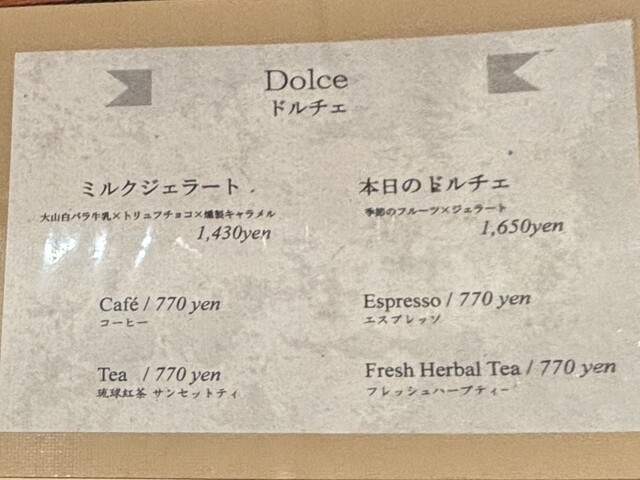 Dolce
ドルチェ
ミルクジェラート
大山白バラ牛乳×トリュフチョコ×燻製キャラメル
1,430yen
本日のドルチェ
季節のフルーツ×ジェラート
1,650yen
Café / 770 yen
コーヒー
Espresso / 770 yen
エスプレッソ
Tea / 770 yen
琉球紅茶 サンセットティ
Fresh Herbal Tea / 770 yen
フレッシュハーブティー